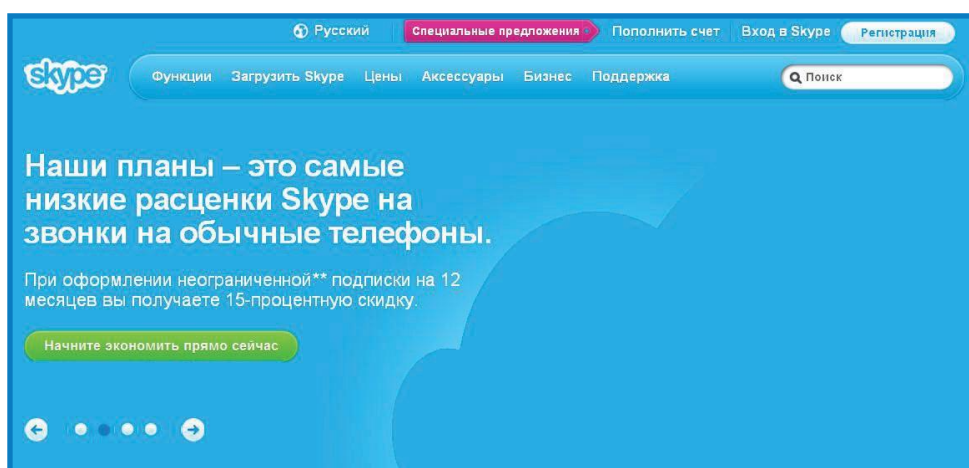 Русский
Специальные предложения
Пополнить счет
Вход в Skype
Регистрация
skype
Функции
Загрузить Skype
Цены
Аксессуары
Бизнес
Поддержка
Поиск
Наши планы – это самые
низкие расценки Skype на
звонки на обычные телефоны.
При оформлении неограниченной** подписки на 12
месяцев вы получаете 15-процентную скидку.
Начните экономить прямо сейчас